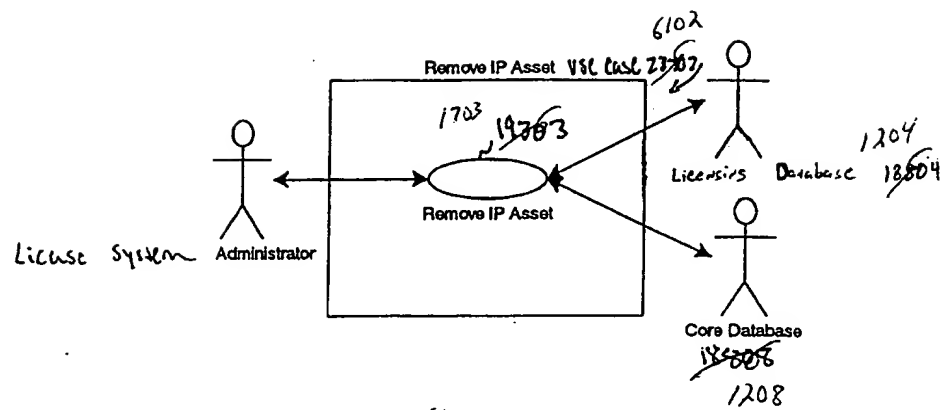 6102
Remove IP Asset Use Case
1703
1204
Licensing Database
Remove IP Asset
License System Administrator
Core Database
1208